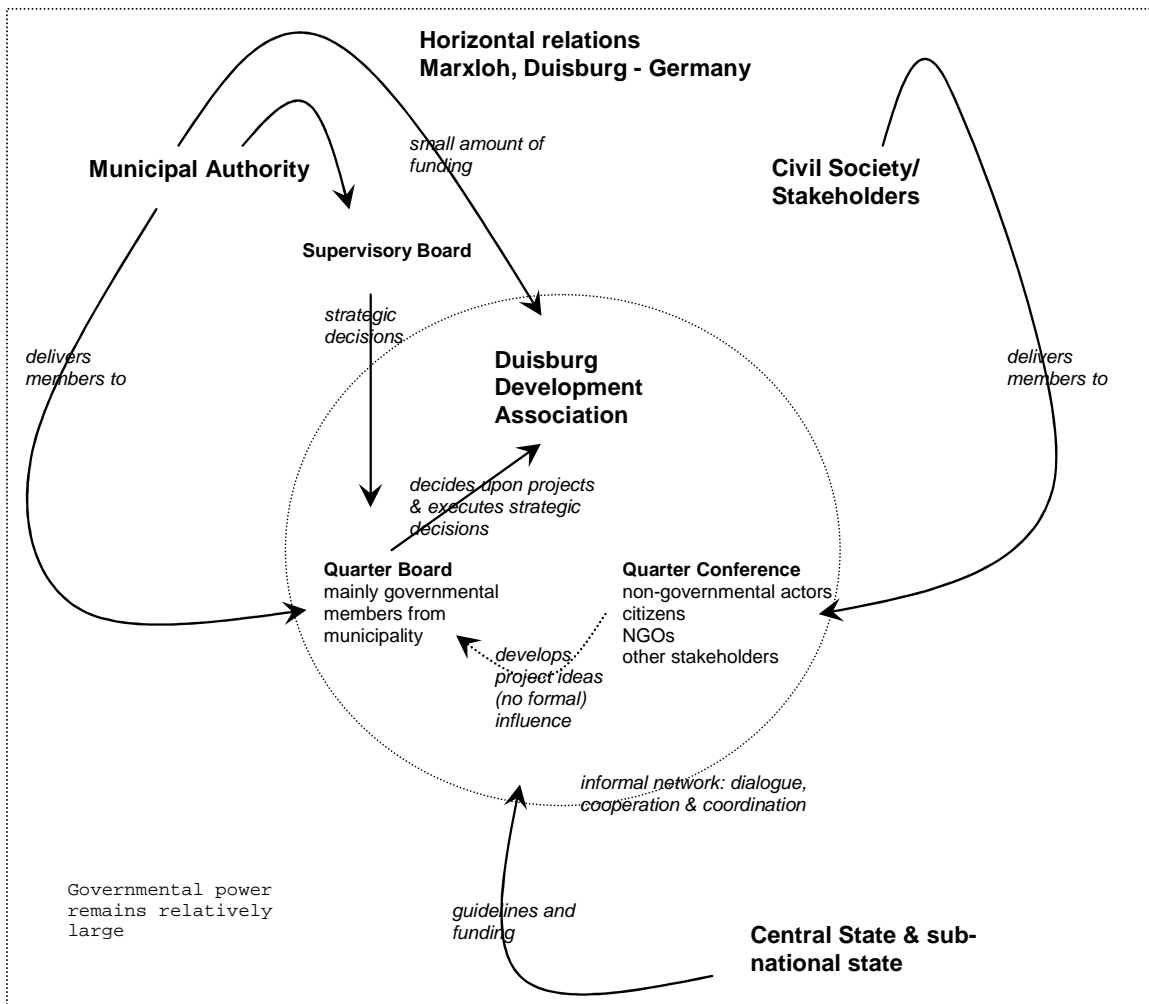 Horizontal relations
Marxloh, Duisburg - Germany
small amount of
funding
Municipal Authority
Civil Society/
Stakeholders
Supervisory Board
strategic
decisions
delivers
members to
Duisburg
Development
Association
delivers
members to
decides upon projects
& executes strategic
decisions
Quarter Board
mainly governmental
members from
municipality
Quarter Conference
non-governmental actors
citizens
NGOs
other stakeholders
develops
project ideas
(no formal)
influence
informal network: dialogue,
cooperation & coordination
Governmental power
remains relatively
large
guidelines and
funding
Central State & sub-
national state